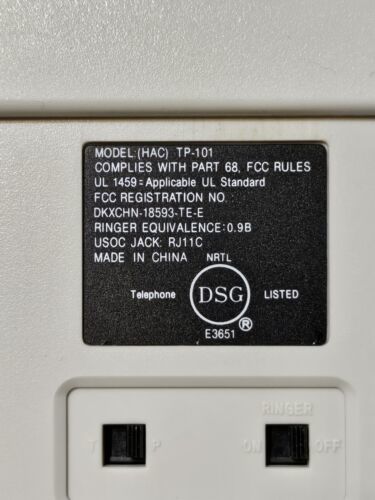 MODEL:(HAC) TP-101
COMPLIES WITH PART 68, FCC RULES
UL 1459=Applicable UL Standard
FCC REGISTRATION NO.
DKXCHN-18593-TE-E
RINGER EQUIVALENCE:0.9B
USOC JACK: RJ11C
MADE IN CHINA NRTL
Telephone DSG LISTED
®
E3651
RINGER
T P ON OFF